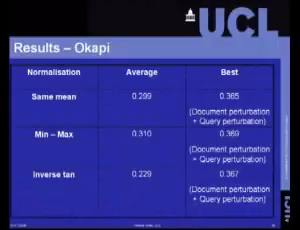 UCL
Results – Okapi
Normalisation Average Best
Same mean 0.299 0.365
(Document perturbation
+ Query perturbation)
Min – Max 0.310 0.369
(Document perturbation
+ Query perturbation)
Inverse tan 0.229 0.367
(Document perturbation
+ Query perturbation)